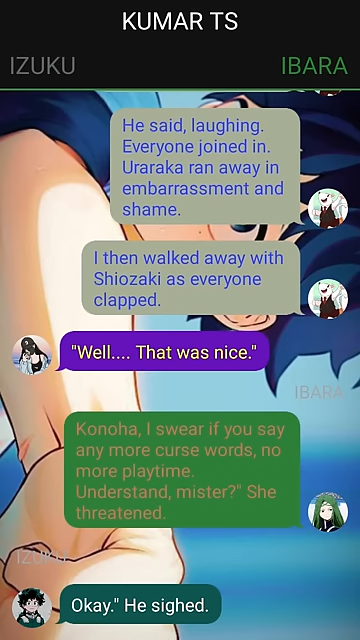 KUMAR TS
IZUKU
IBARA
He said, laughing.
Everyone joined in.
Uraraka ran away in
embarrassment and
shame.
I then walked away with
Shiozaki as everyone
clapped.
"Well.... That was nice."
IBARA
Konoha, I swear if you say
any more curse words, no
more playtime.
Understand, mister?" She
threatened.
IZUKU
Okay." He sighed.